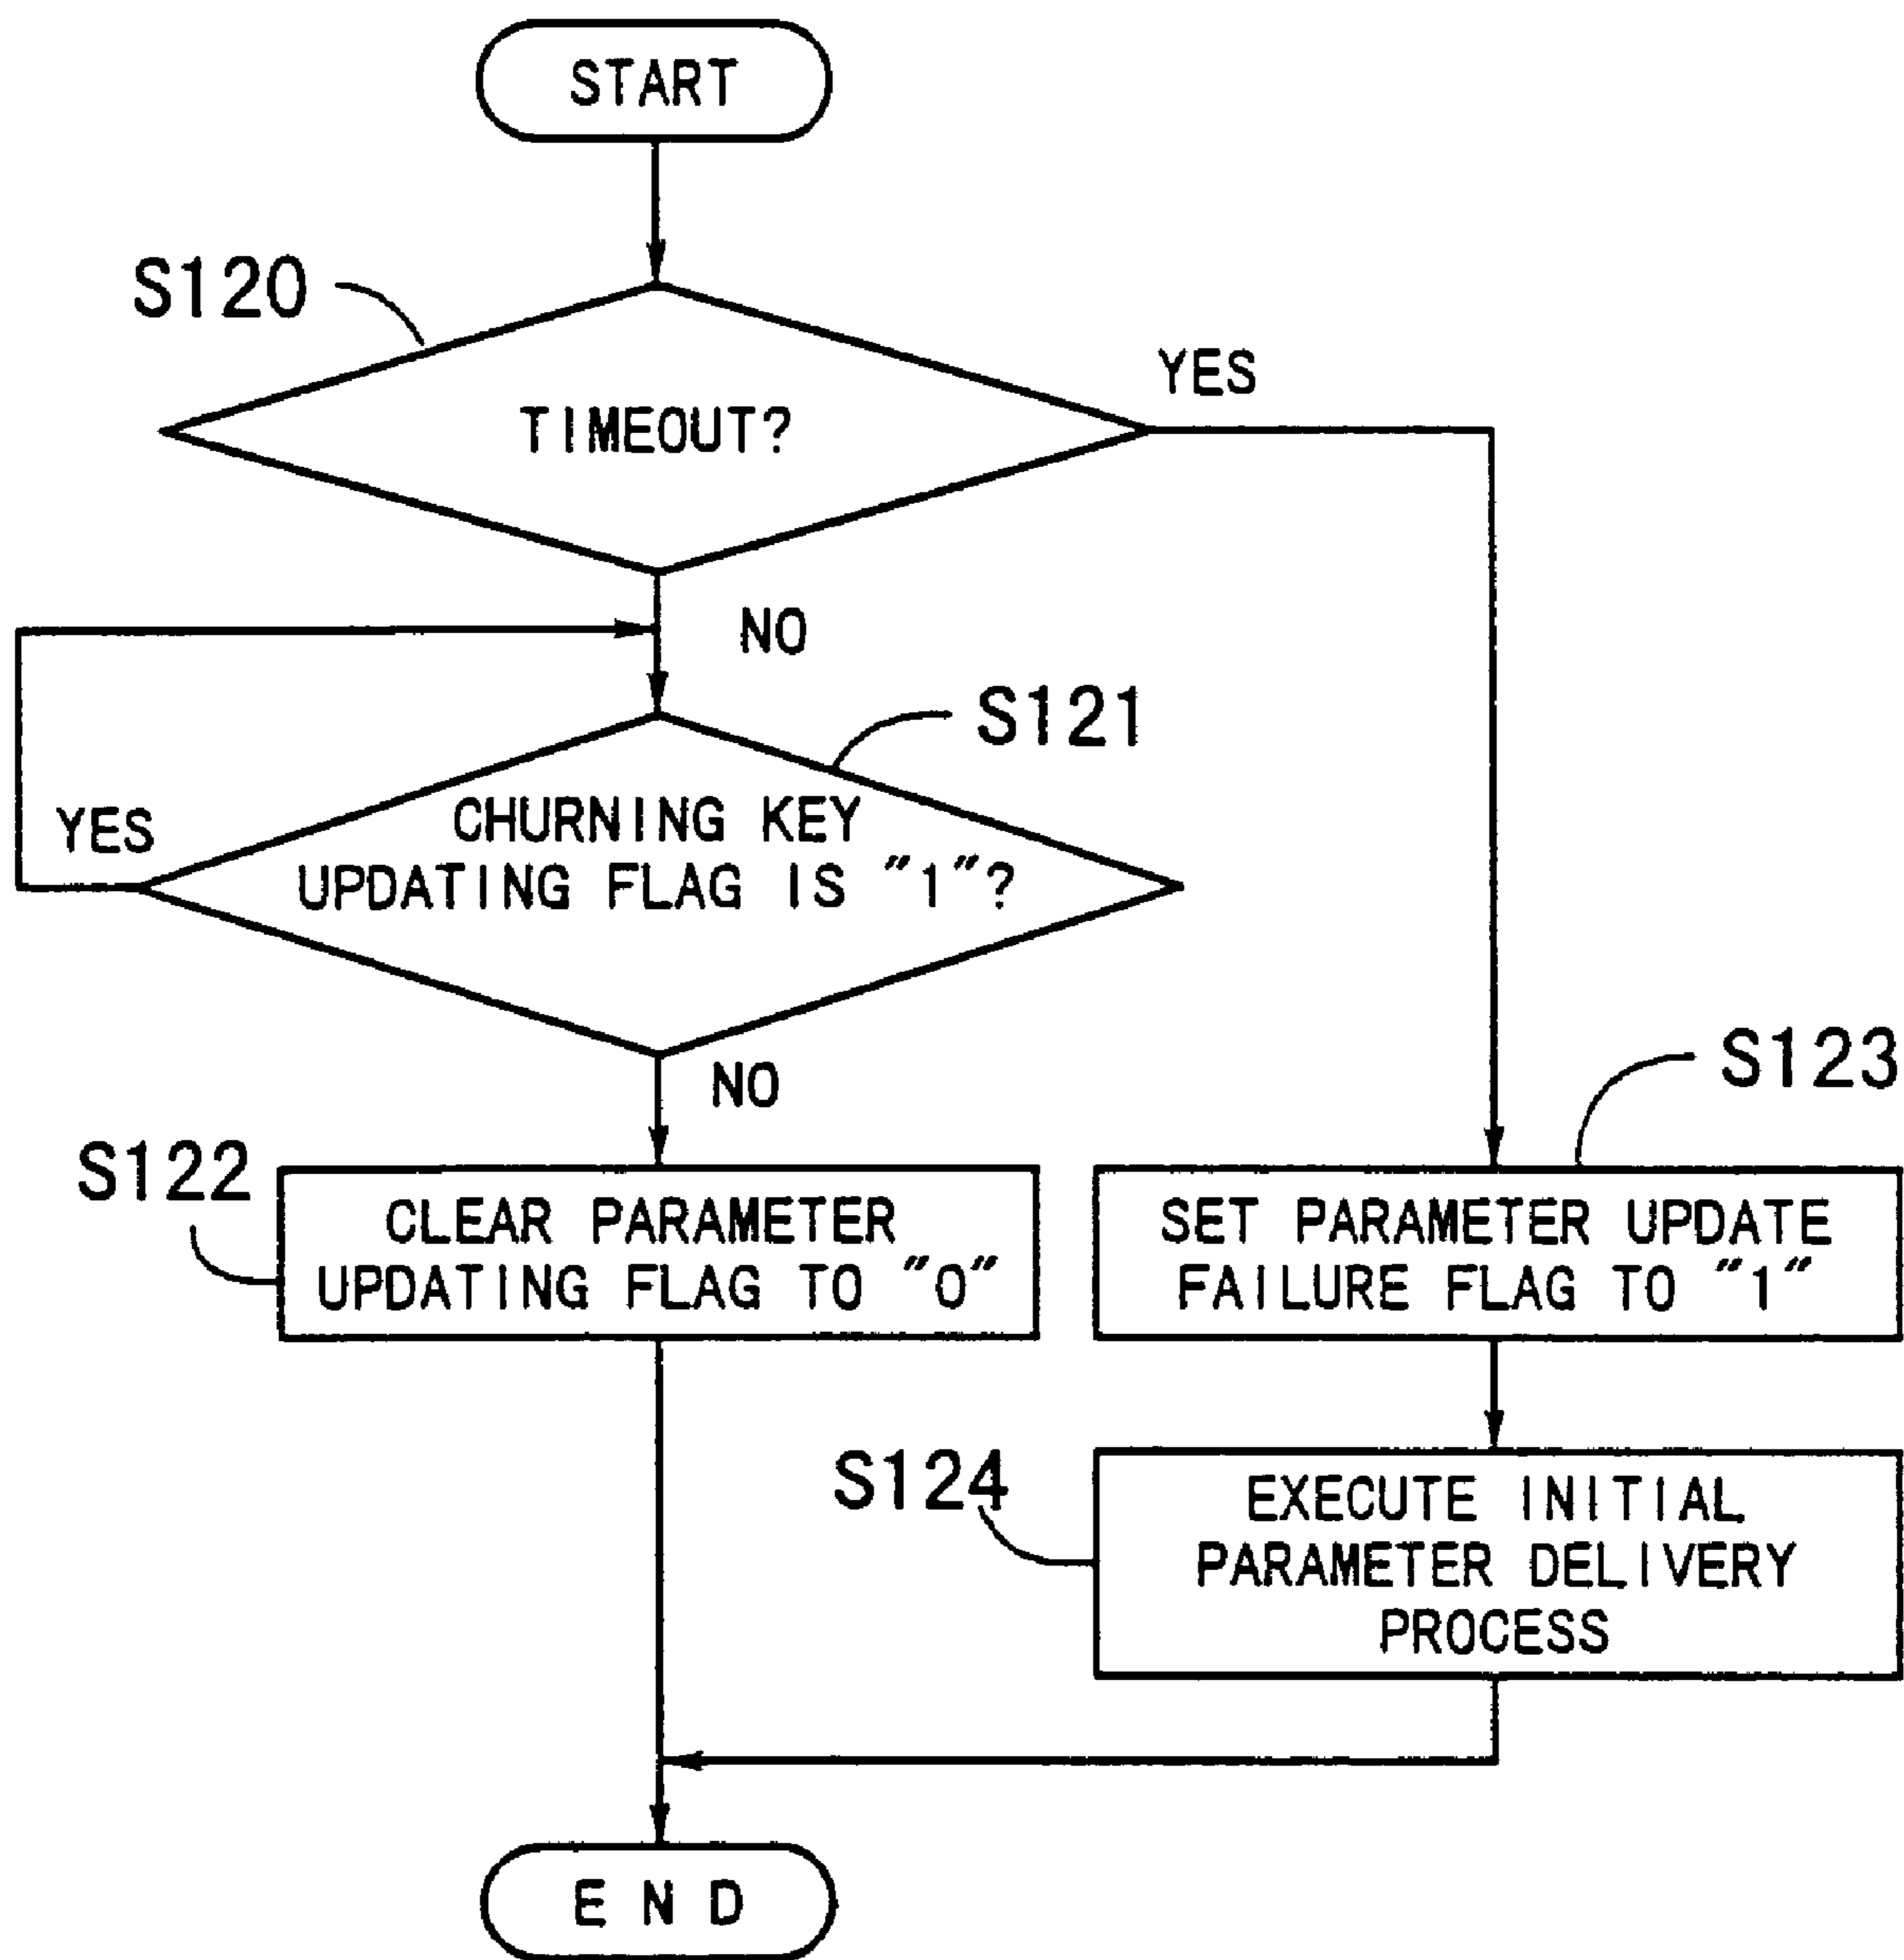 START
S120
YES
TIMEOUT?
NO
S121
YES
CHURNING KEY
UPDATING FLAG IS "1"?
NO
S123
S122
CLEAR PARAMETER
UPDATING FLAG TO "0"
SET PARAMETER UPDATE
FAILURE FLAG TO "1"
S124
EXECUTE INITIAL
PARAMETER DELIVERY
PROCESS
END